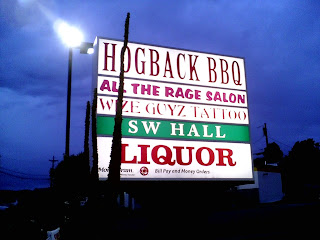 HOGBACK BBQ
ALL THE RAGE SALON
WIZE GUYZ TATTOO
SW HALL
LIQUOR
Bill Pay and Money Orders